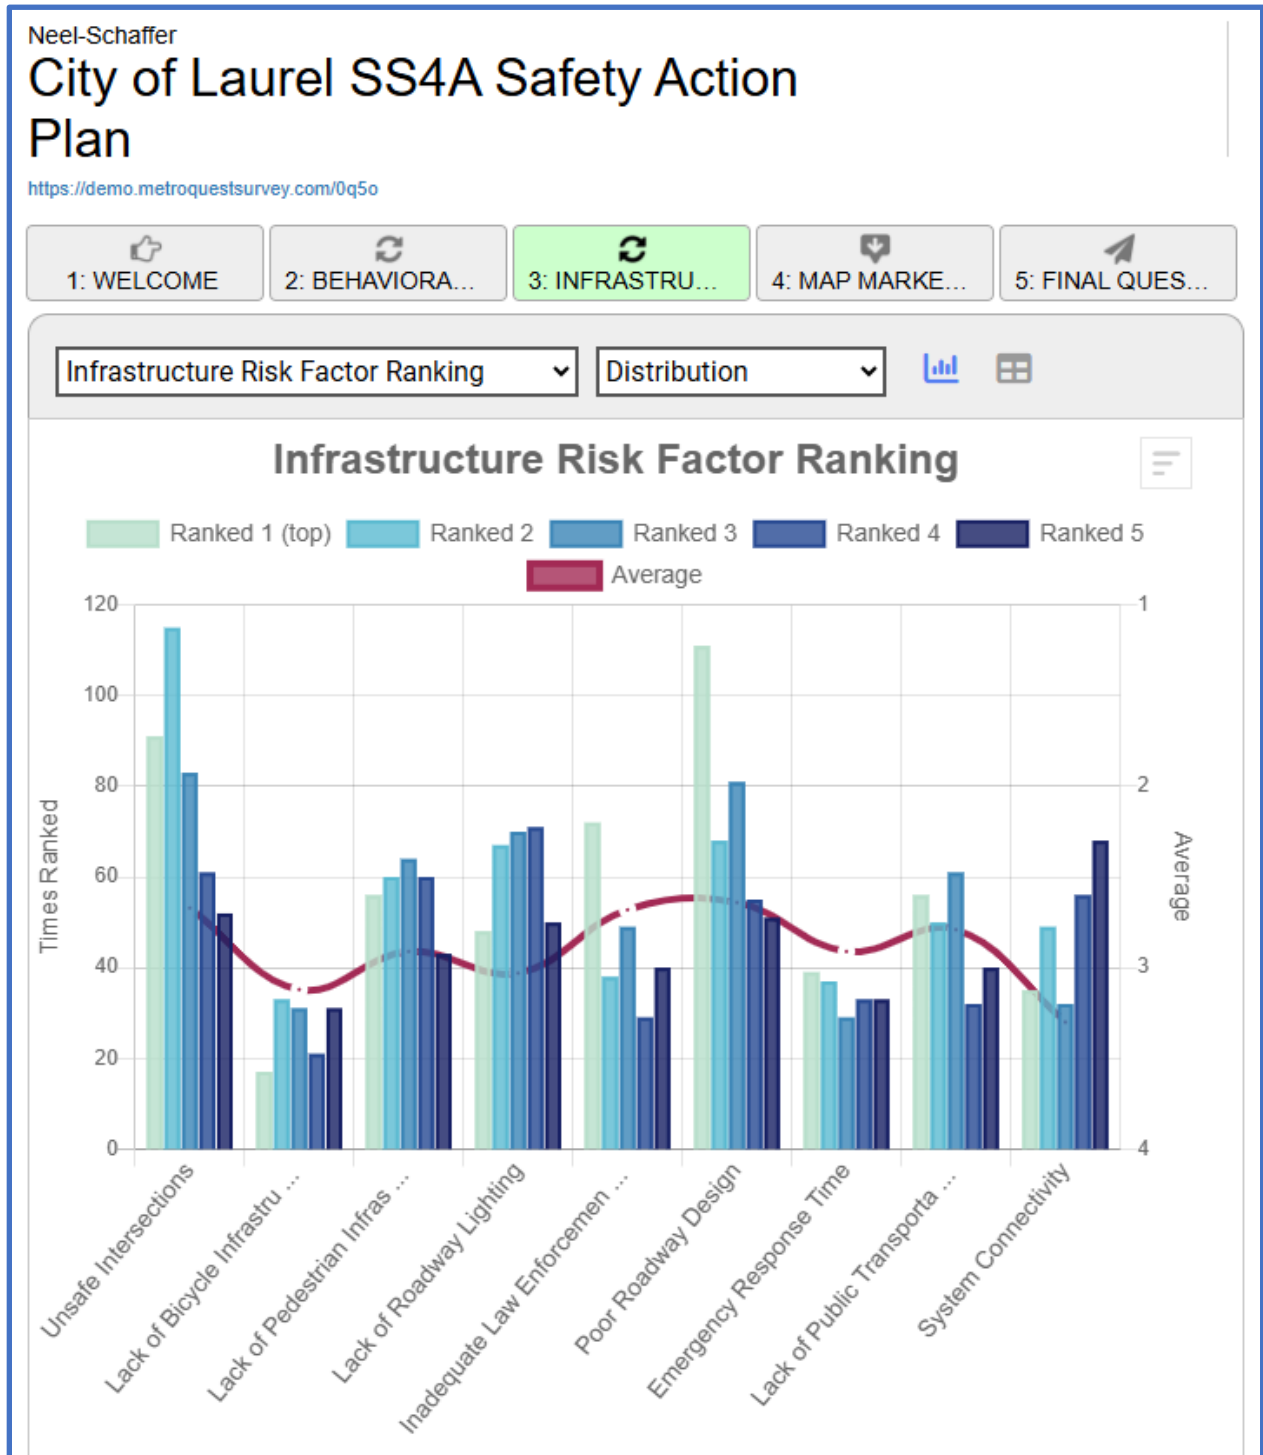 Neel-Schaffer
City of Laurel SS4A Safety Action
Plan
https://demo.metroquestsurvey.com/0q5o
1: WELCOME
2: BEHAVIORA...
3: INFRASTRU...
4: MAP MARKE...
5: FINAL QUES...
Infrastructure Risk Factor Ranking
Distribution
Infrastructure Risk Factor Ranking
Ranked 1 (top)
Ranked 2
Ranked 3
Ranked 4
Ranked 5
Average
120
100
80
60
40
20
0
Times Ranked
1
2
3
4
Average
Unsafe Intersections
Lack of Bicycle Infrastru ...
Lack of Pedestrian Infras ...
Lack of Roadway Lighting
Inadequate Law Enforcemen ...
Poor Roadway Design
Emergency Response Time
Lack of Public Transporta ...
System Connectivity